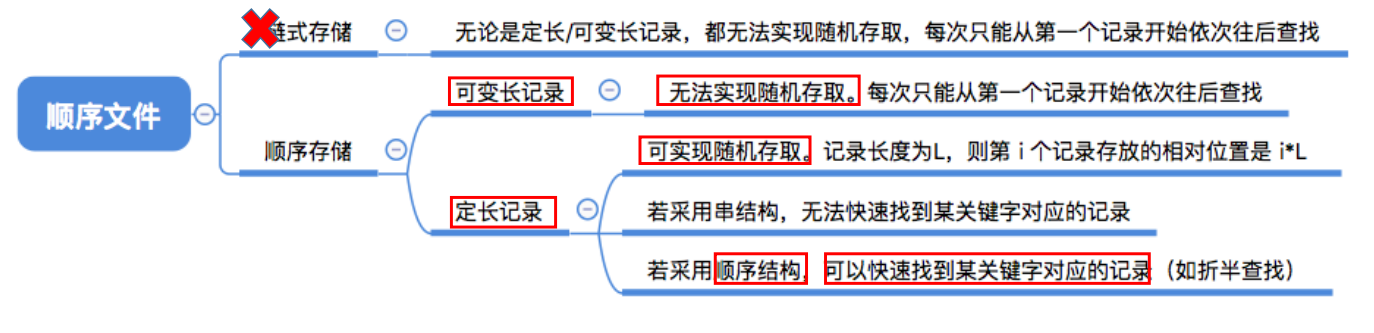 链式存储
无论是定长/可变长记录，都无法实现随机存取，每次只能从第一个记录开始依次往后查找
可变长记录
无法实现随机存取。每次只能从第一个记录开始依次往后查找
顺序文件
顺序存储
可实现随机存取。记录长度为L，则第 i 个记录存放的相对位置是 i*L
定长记录
若采用串结构，无法快速找到某关键字对应的记录
若采用顺序结构，可以快速找到某关键字对应的记录（如折半查找）